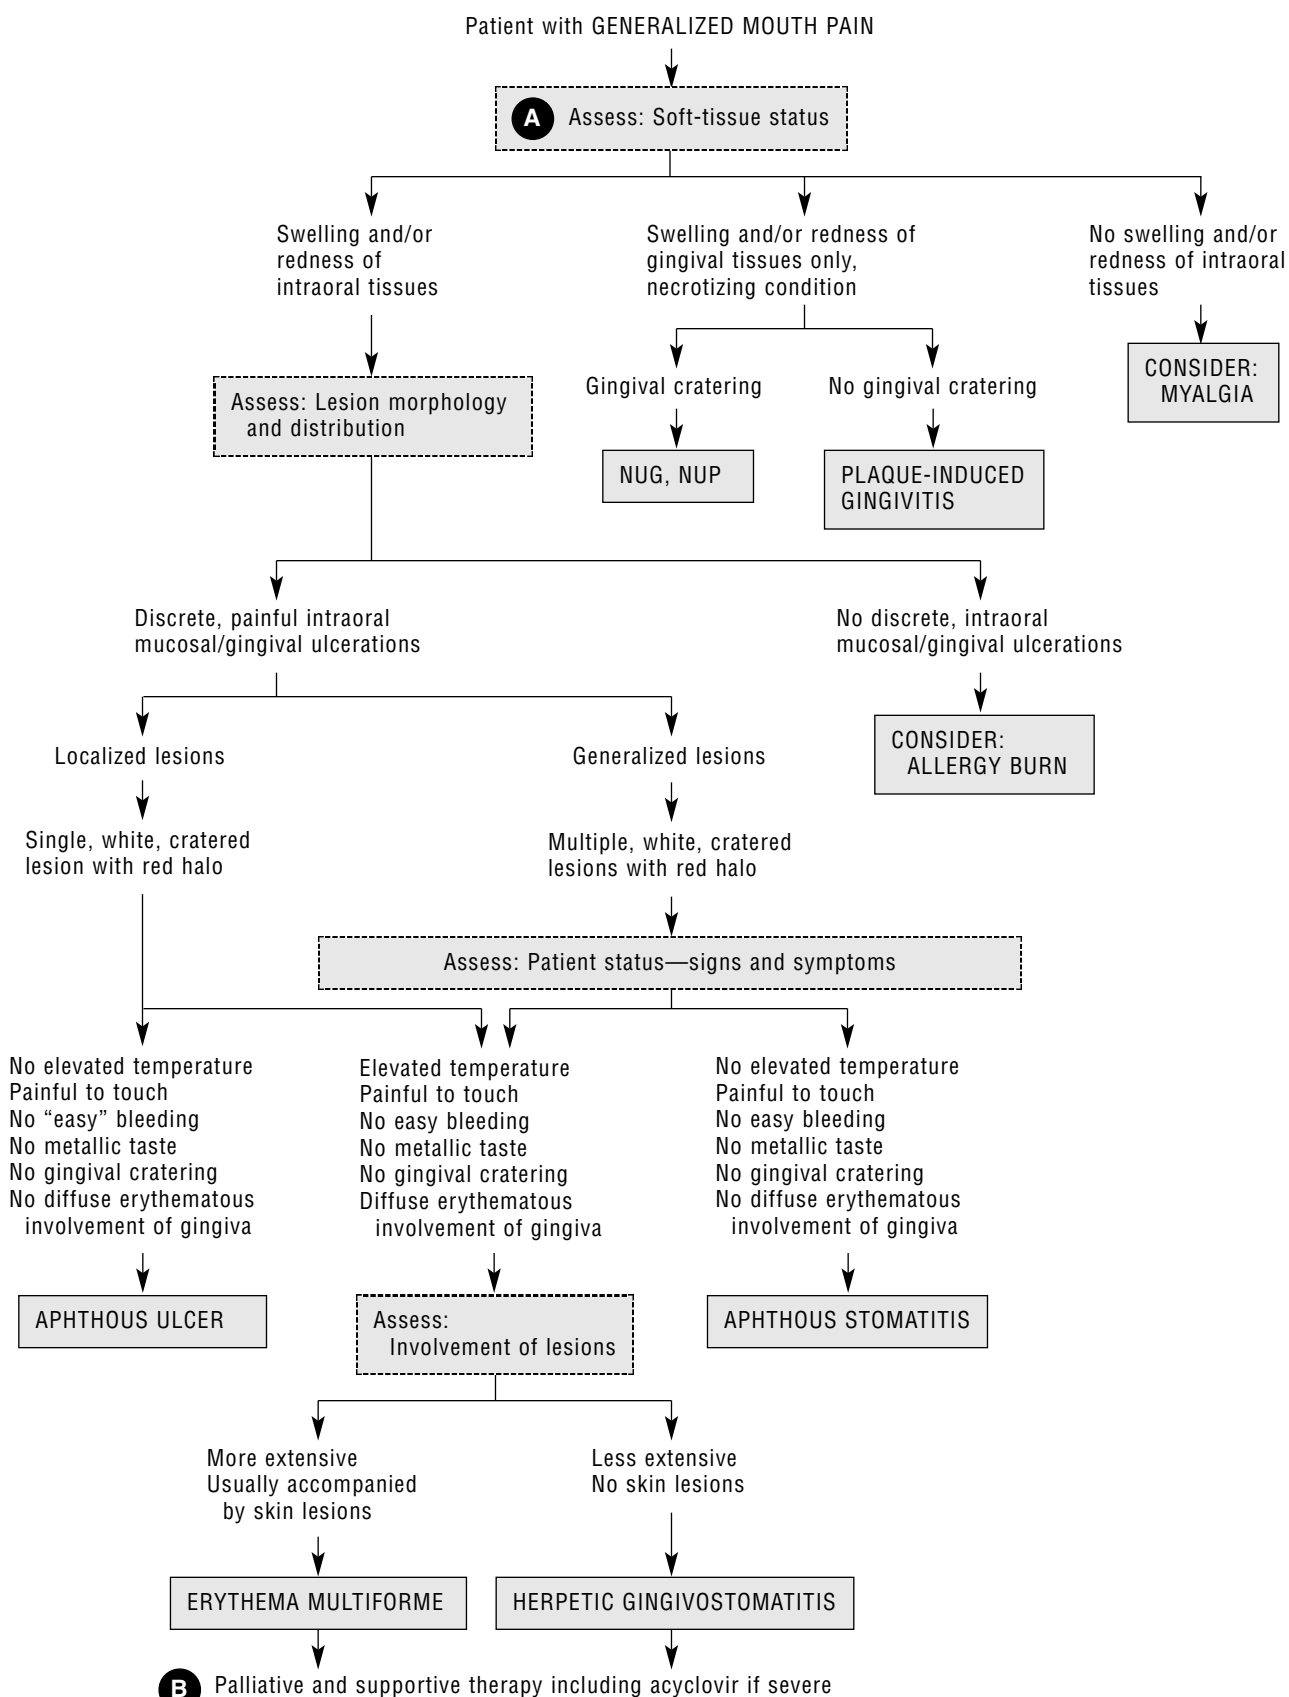 Patient with GENERALIZED MOUTH PAIN
A Assess: Soft-tissue status
Swelling and/or
redness of
intraoral tissues
Swelling and/or redness of
gingival tissues only,
necrotizing condition
No swelling and/or
redness of intraoral
tissues
Gingival cratering
No gingival cratering
CONSIDER:
MYALGIA
Assess: Lesion morphology
and distribution
NUG, NUP
PLAQUE-INDUCED
GINGIVITIS
Discrete, painful intraoral
mucosal/gingival ulcerations
No discrete, intraoral
mucosal/gingival ulcerations
Localized lesions
Generalized lesions
CONSIDER:
ALLERGY BURN
Single, white, cratered
lesion with red halo
Multiple, white, cratered
lesions with red halo
Assess: Patient status—signs and symptoms
No elevated temperature
Painful to touch
No “easy” bleeding
No metallic taste
No gingival cratering
No diffuse erythematous
involvement of gingiva
Elevated temperature
Painful to touch
No easy bleeding
No metallic taste
No gingival cratering
Diffuse erythematous
involvement of gingiva
No elevated temperature
Painful to touch
No easy bleeding
No metallic taste
No gingival cratering
No diffuse erythematous
involvement of gingiva
APHTHOUS ULCER
Assess:
Involvement of lesions
APHTHOUS STOMATITIS
More extensive
Usually accompanied
by skin lesions
Less extensive
No skin lesions
ERYTHEMA MULTIFORME
HERPETIC GINGIVOSTOMATITIS
B Palliative and supportive therapy including acyclovir if severe